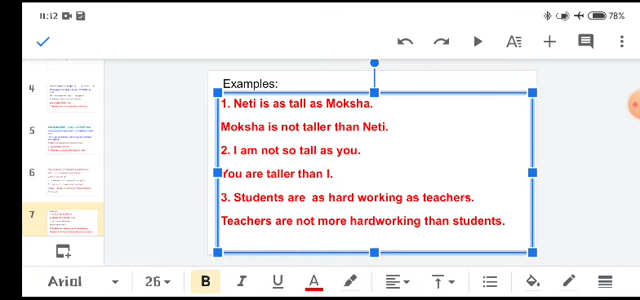 11:12
78%
Examples:
1. Neti is as tall as Moksha.
Moksha is not taller than Neti.
2. I am not so tall as you.
You are taller than I.
3. Students are  as hard working as teachers.
Teachers are not more hardworking than students.
4
5
6
7
Arial
26
B
I
U
A